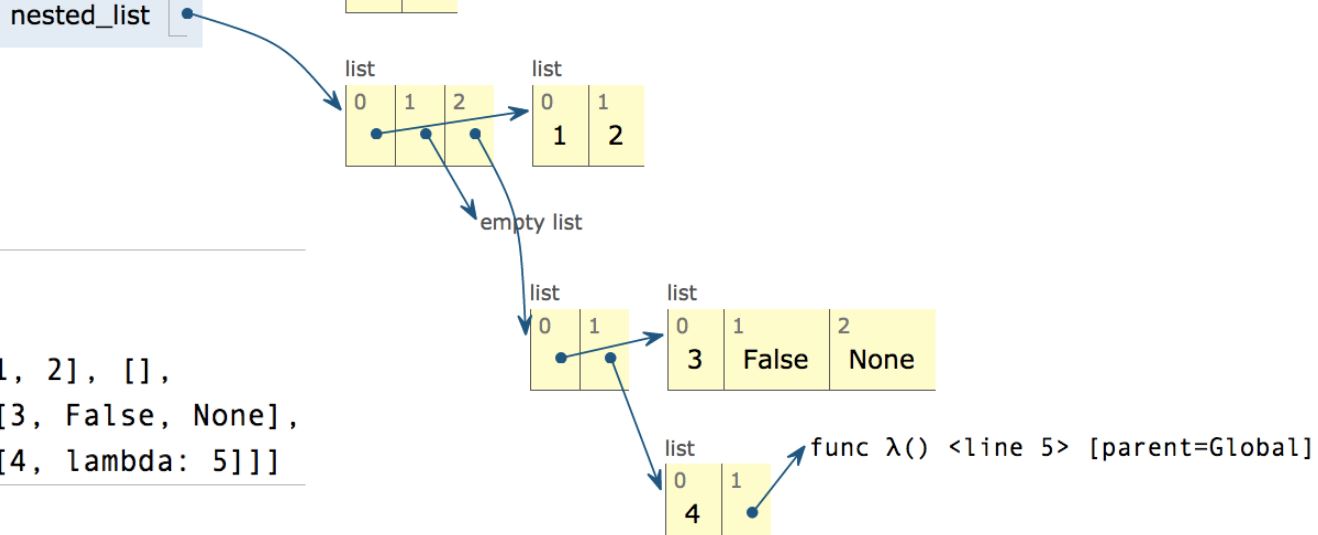 nested_list
list list
0 1 2 0 1
1 2
empty list
list list
0 1 0 1 2
3 False None
1, 2], [],
[3, False, None],
[4, lambda: 5]]]
list
func λ() <line 5> [parent=Global]
0 1
4